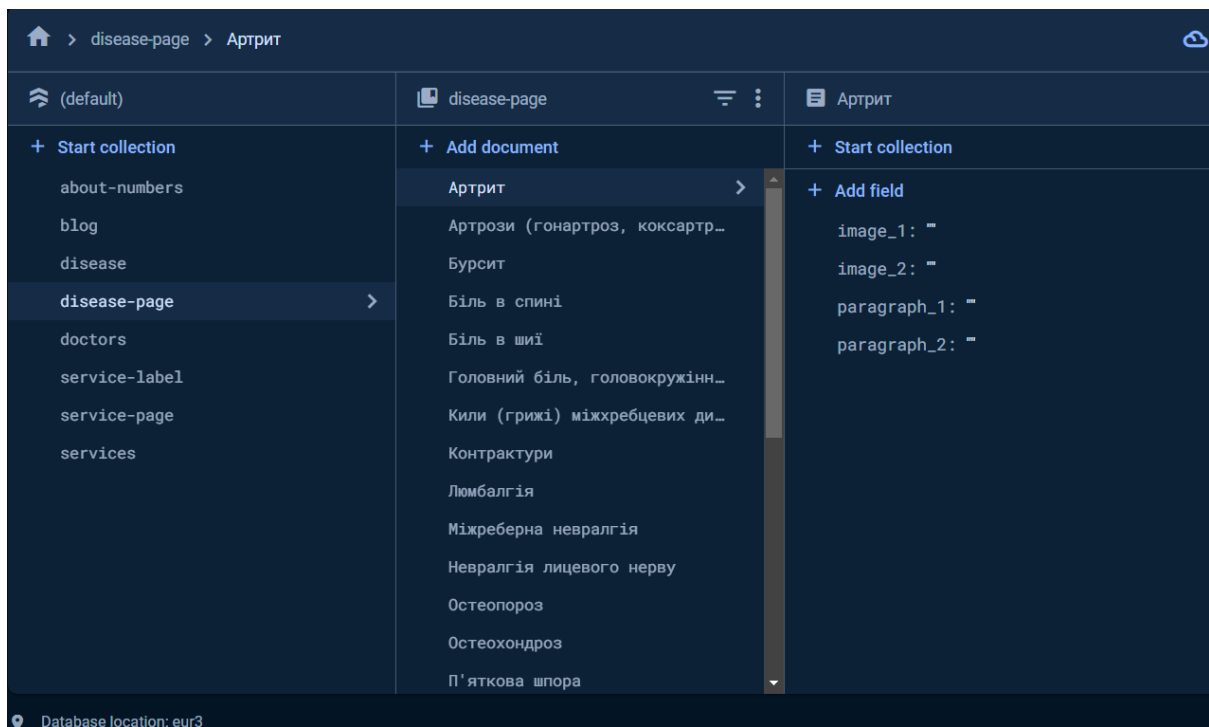 disease-page > Артрит
(default)
+ Start collection
about-numbers
blog
disease
disease-page
doctors
service-label
service-page
services
disease-page
+ Add document
Артрит
Артрози (гонартроз, коксартр…
Бурсит
Біль в спині
Біль в шиї
Головний біль, головокружінн…
Кили (грижі) міжхребцевих ди…
Контрактури
Люмбалгія
Міжреберна невралгія
Невралгія лицевого нерву
Остеопороз
Остеохондроз
П'яткова шпора
Артрит
+ Start collection
+ Add field
image_1: ""
image_2: ""
paragraph_1: ""
paragraph_2: ""
Database location: eur3